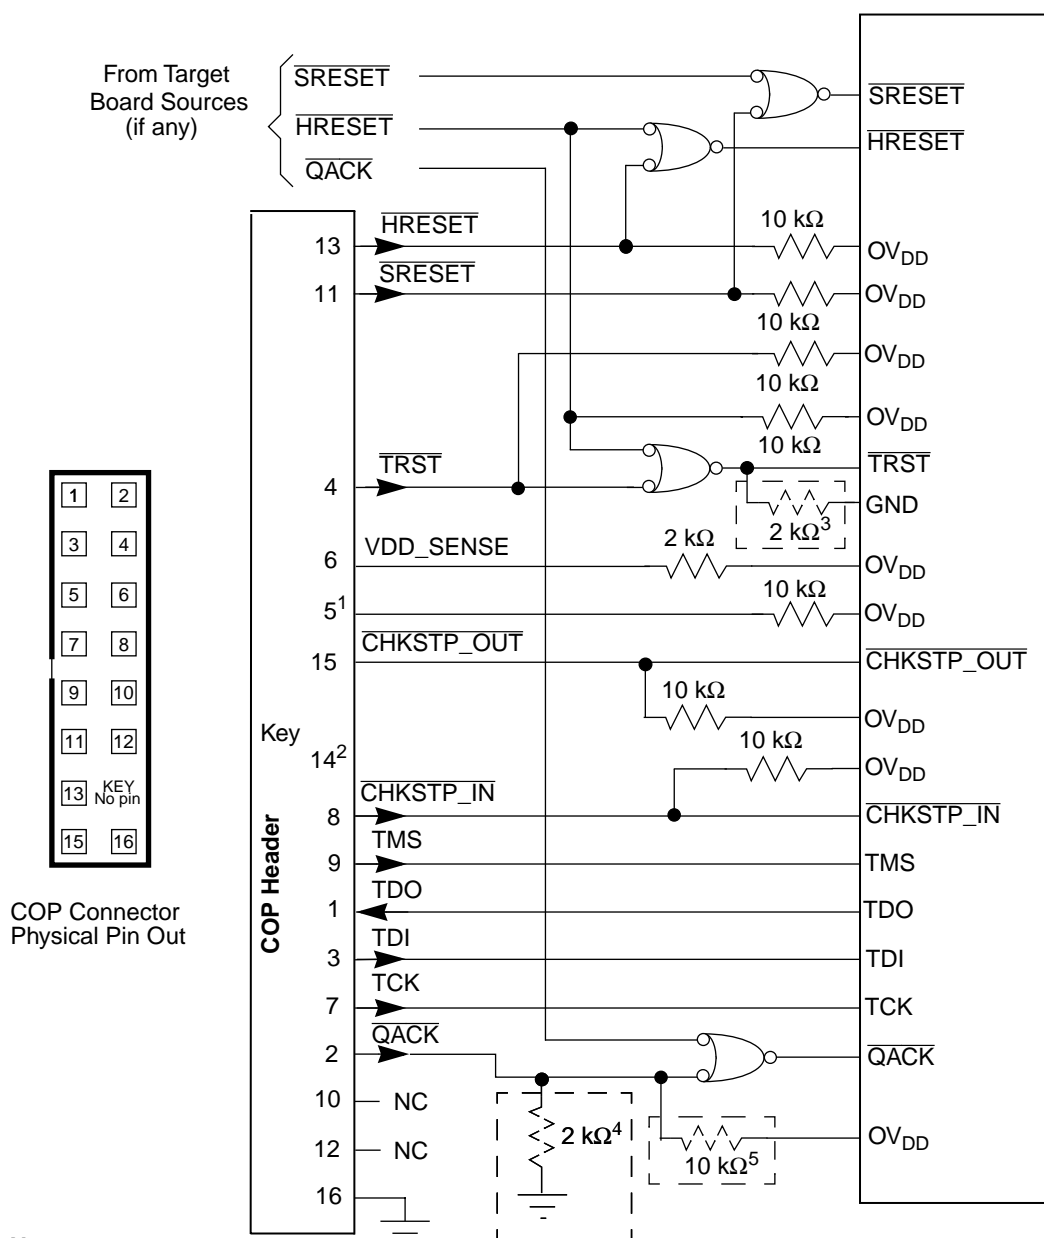 From Target
Board Sources
(if any)
SRESET
HRESET
QACK
SRESET
HRESET
13
HRESET
10 kΩ
OVDD
11
SRESET
10 kΩ
OVDD
10 kΩ
OVDD
10 kΩ
OVDD
4
TRST
TRST
2 kΩ3
GND
6
VDD_SENSE
2 kΩ
OVDD
51
10 kΩ
OVDD
15
CHKSTP_OUT
CHKSTP_OUT
10 kΩ
OVDD
Key
142
10 kΩ
OVDD
8
CHKSTP_IN
CHKSTP_IN
9
TMS
TMS
1
TDO
TDO
3
TDI
TDI
7
TCK
TCK
2
QACK
QACK
10
NC
2 kΩ4
10 kΩ5
OVDD
12
NC
16
COP Header
1 2
3 4
5 6
7 8
9 10
11 12
13 KEY
No pin
15 16
COP Connector
Physical Pin Out